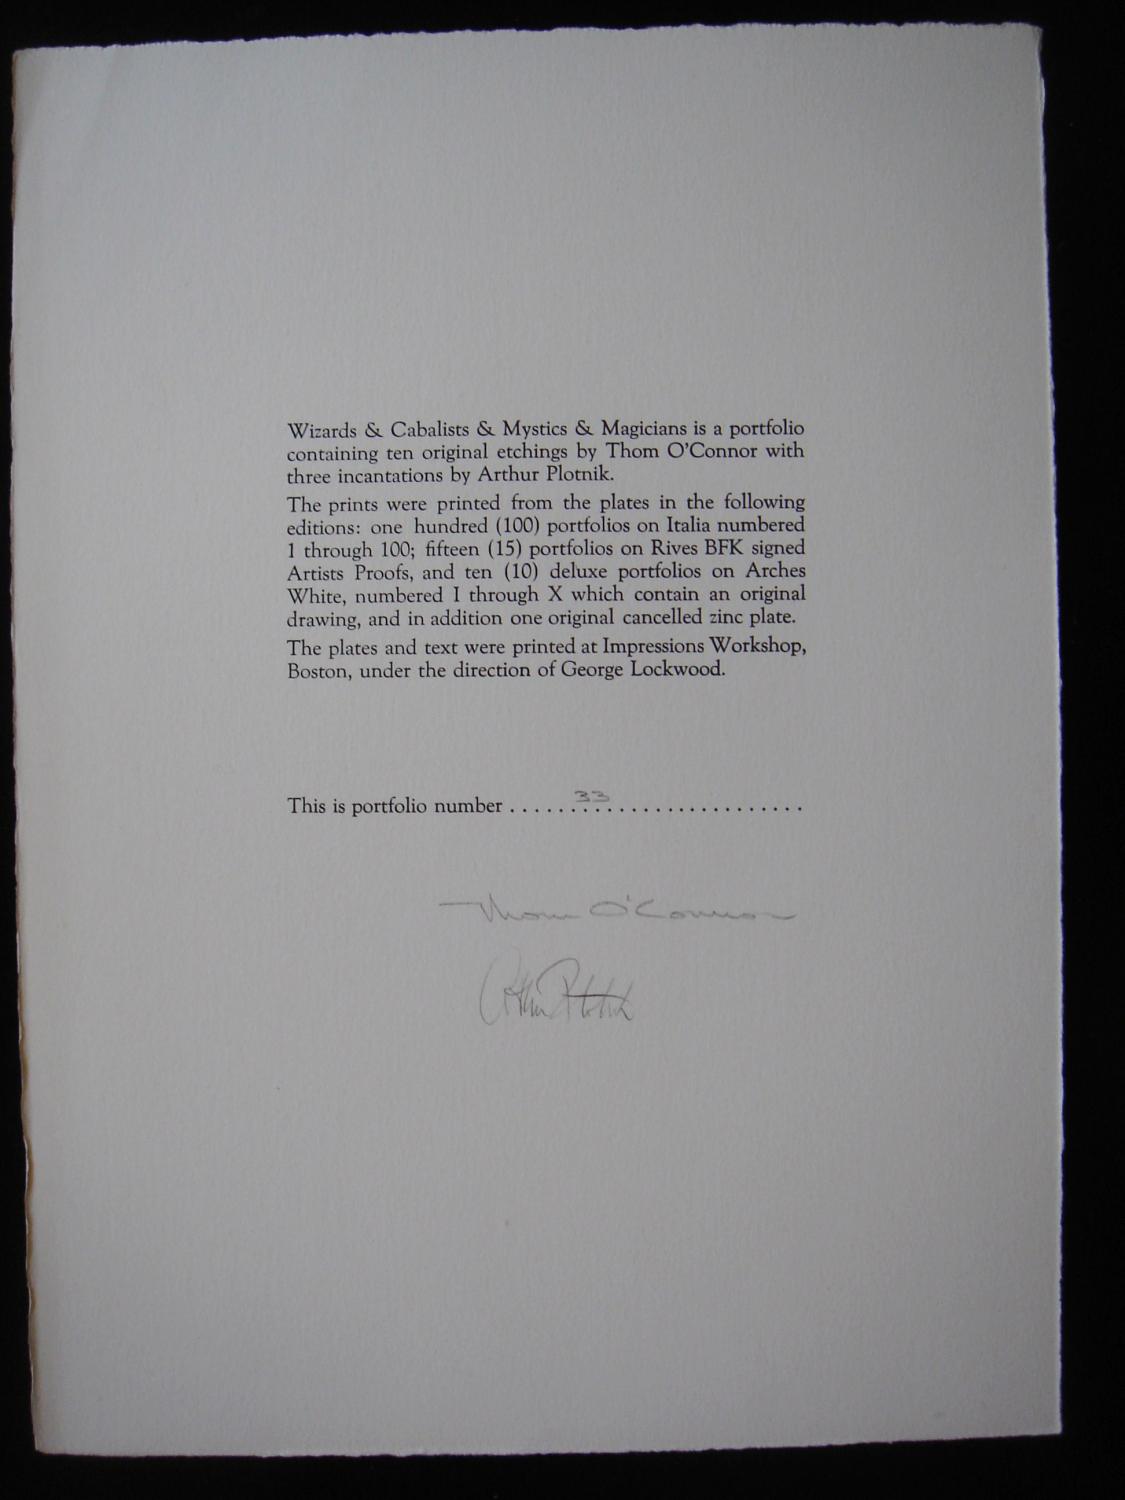 Wizards & Cabalists & Mystics & Magicians is a portfolio
containing ten original etchings by Thom O'Connor with
three incantations by Arthur Plotnik.
The prints were printed from the plates in the following
editions: one hundred (100) portfolios on Italia numbered
1 through 100; fifteen (15) portfolios on Rives BFK signed
Artists Proofs, and ten (10) deluxe portfolios on Arches
White, numbered I through X which contain an original
drawing, and in addition one original cancelled zinc plate.
The plates and text were printed at Impressions Workshop,
Boston, under the direction of George Lockwood.
This is portfolio number . . . . . 33 . . . . . . . . . . . . . . . . . . .
Thom O'Connor
Arthur Plotnik